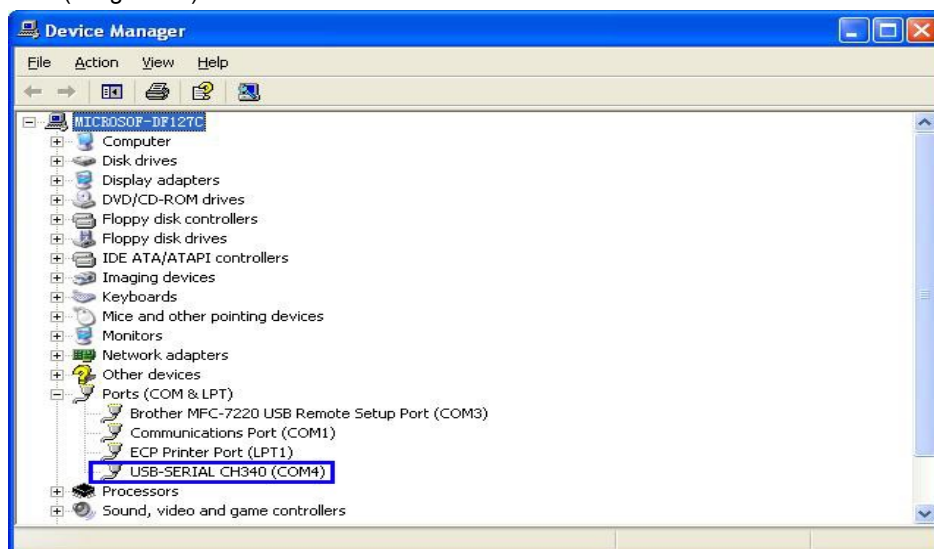 Device Manager
File Action View Help
MICROSOF-DF127C
Computer
Disk drives
Display adapters
DVD/CD-ROM drives
Floppy disk controllers
Floppy disk drives
IDE ATA/ATAPI controllers
Imaging devices
Keyboards
Mice and other pointing devices
Monitors
Network adapters
Other devices
Ports (COM & LPT)
Brother MFC-7220 USB Remote Setup Port (COM3)
Communications Port (COM1)
ECP Printer Port (LPT1)
USB-SERIAL CH340 (COM4)
Processors
Sound, video and game controllers